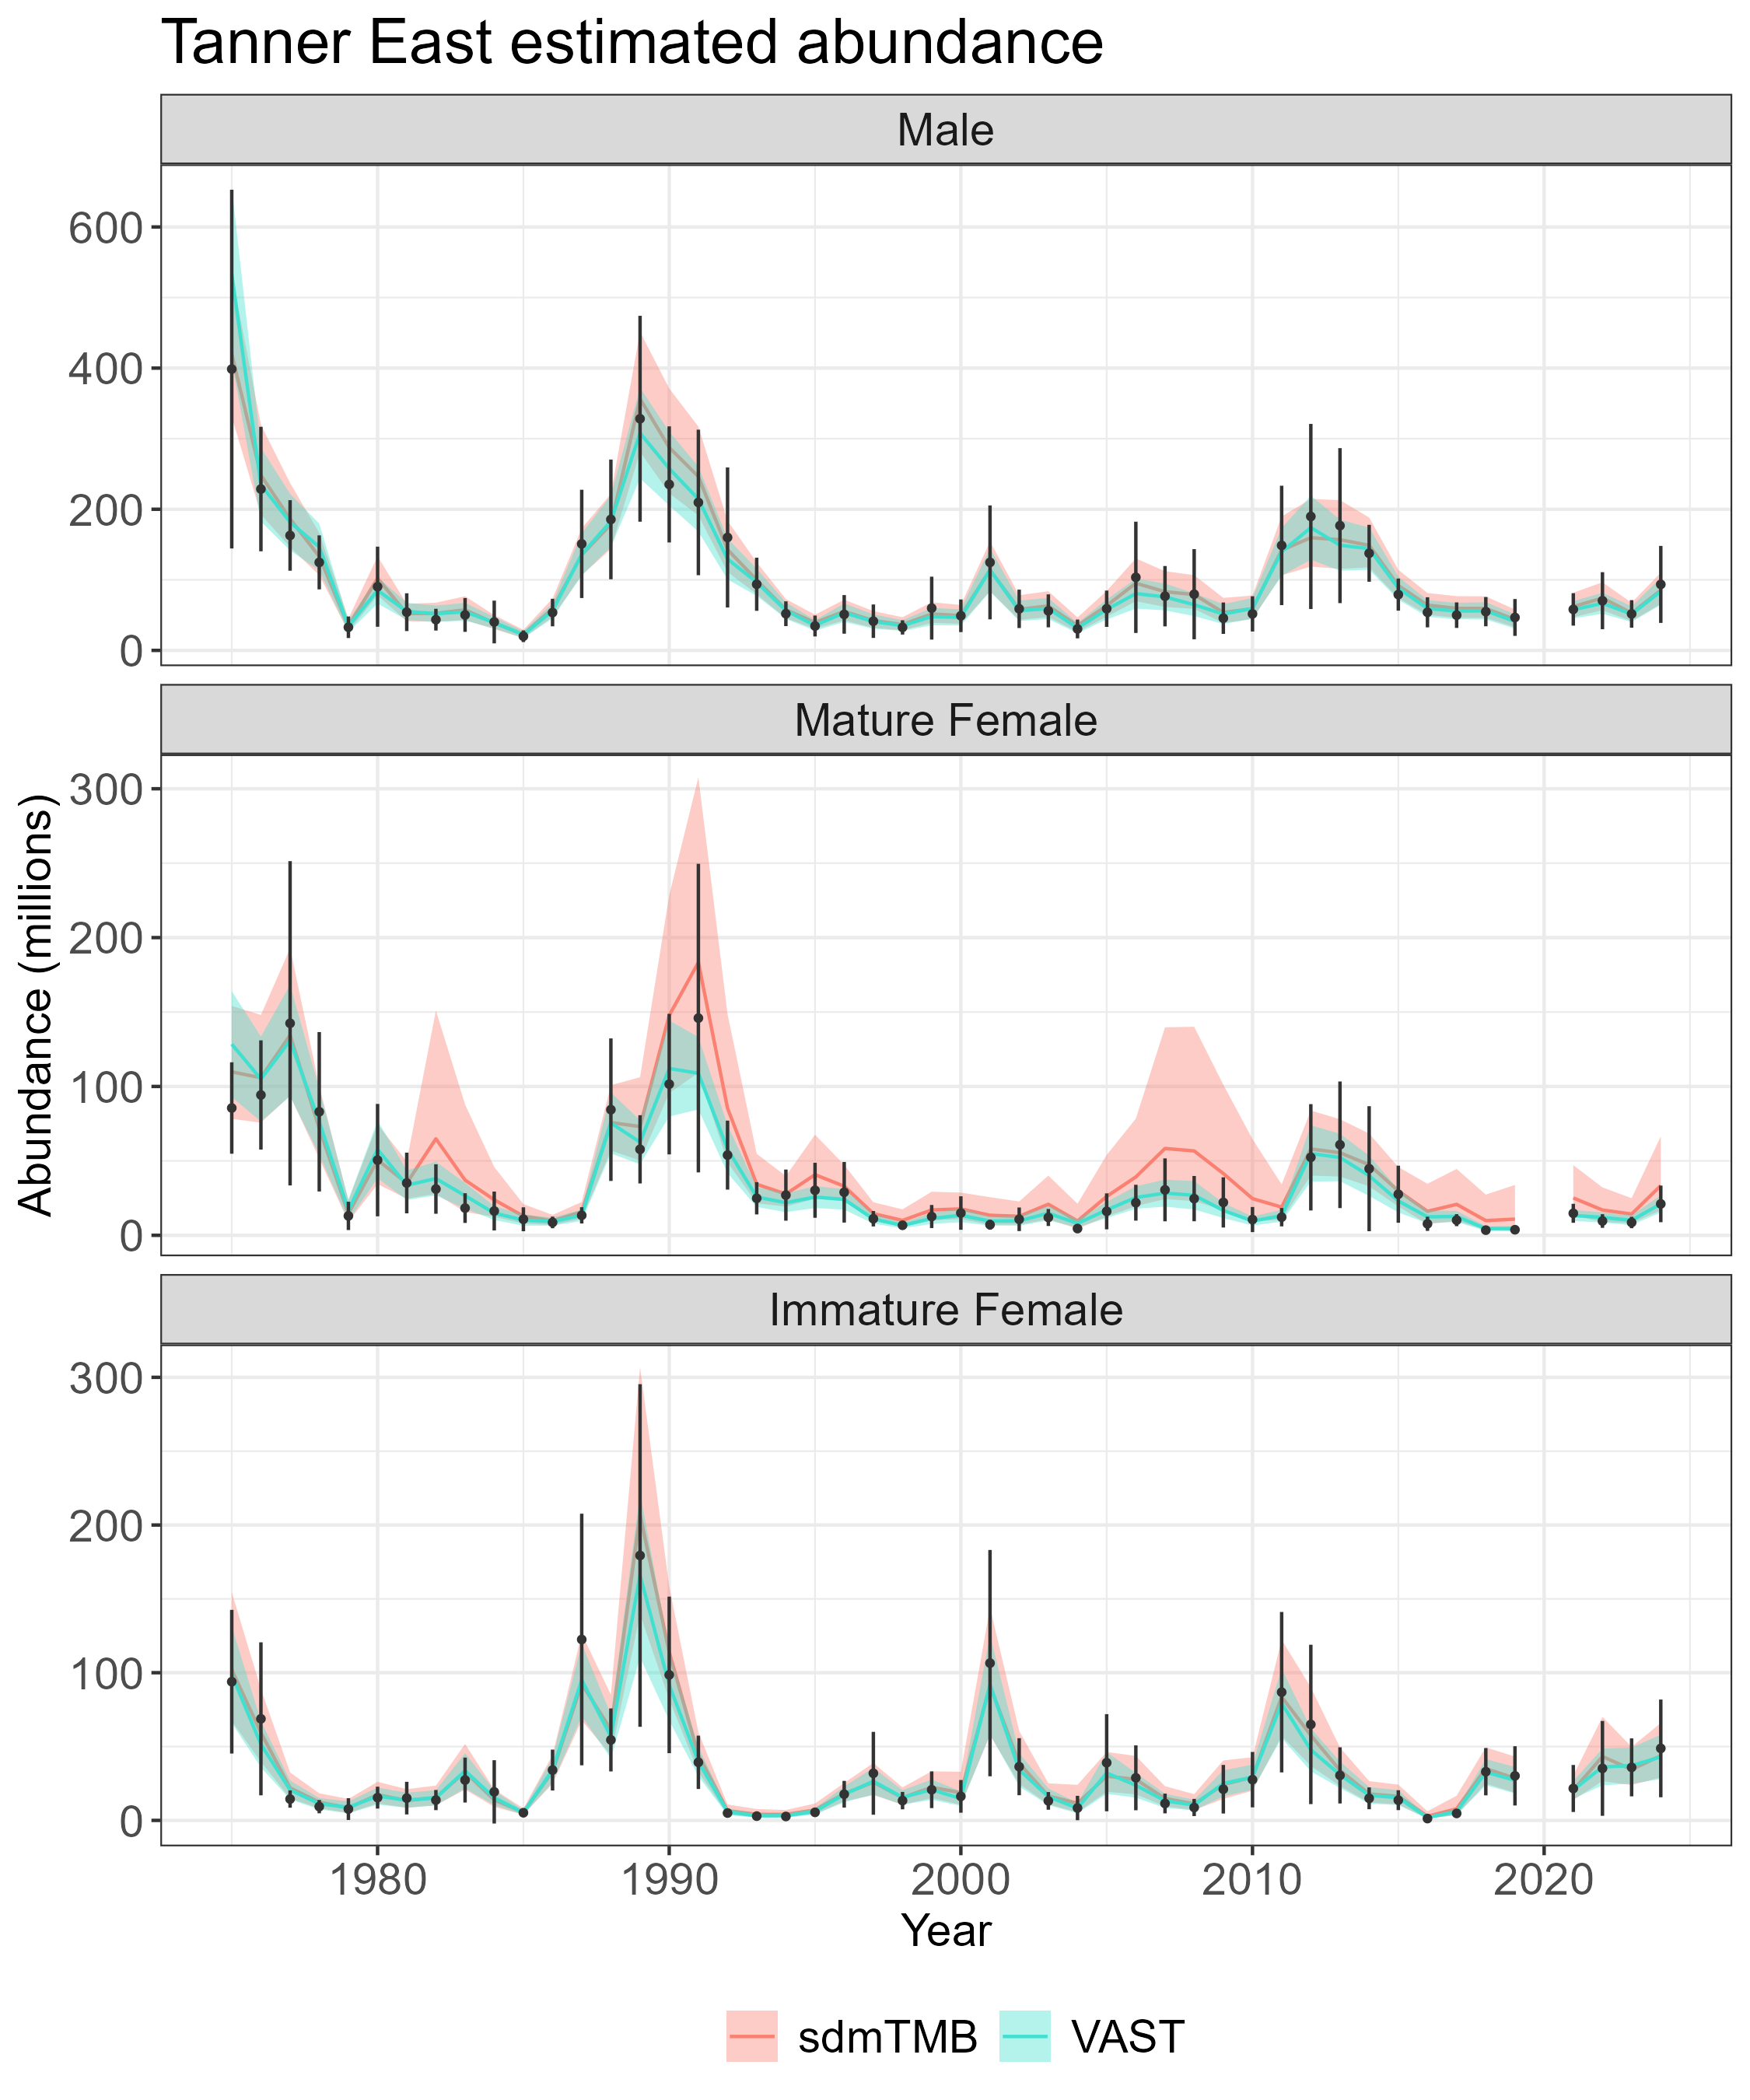 Tanner East estimated abundance
Male
600
400
200
0
Mature Female
300
200
100
0
Abundance (millions)
Immature Female
300
200
100
0
1980 1990 2000 2010 2020
Year
sdmTMB VAST